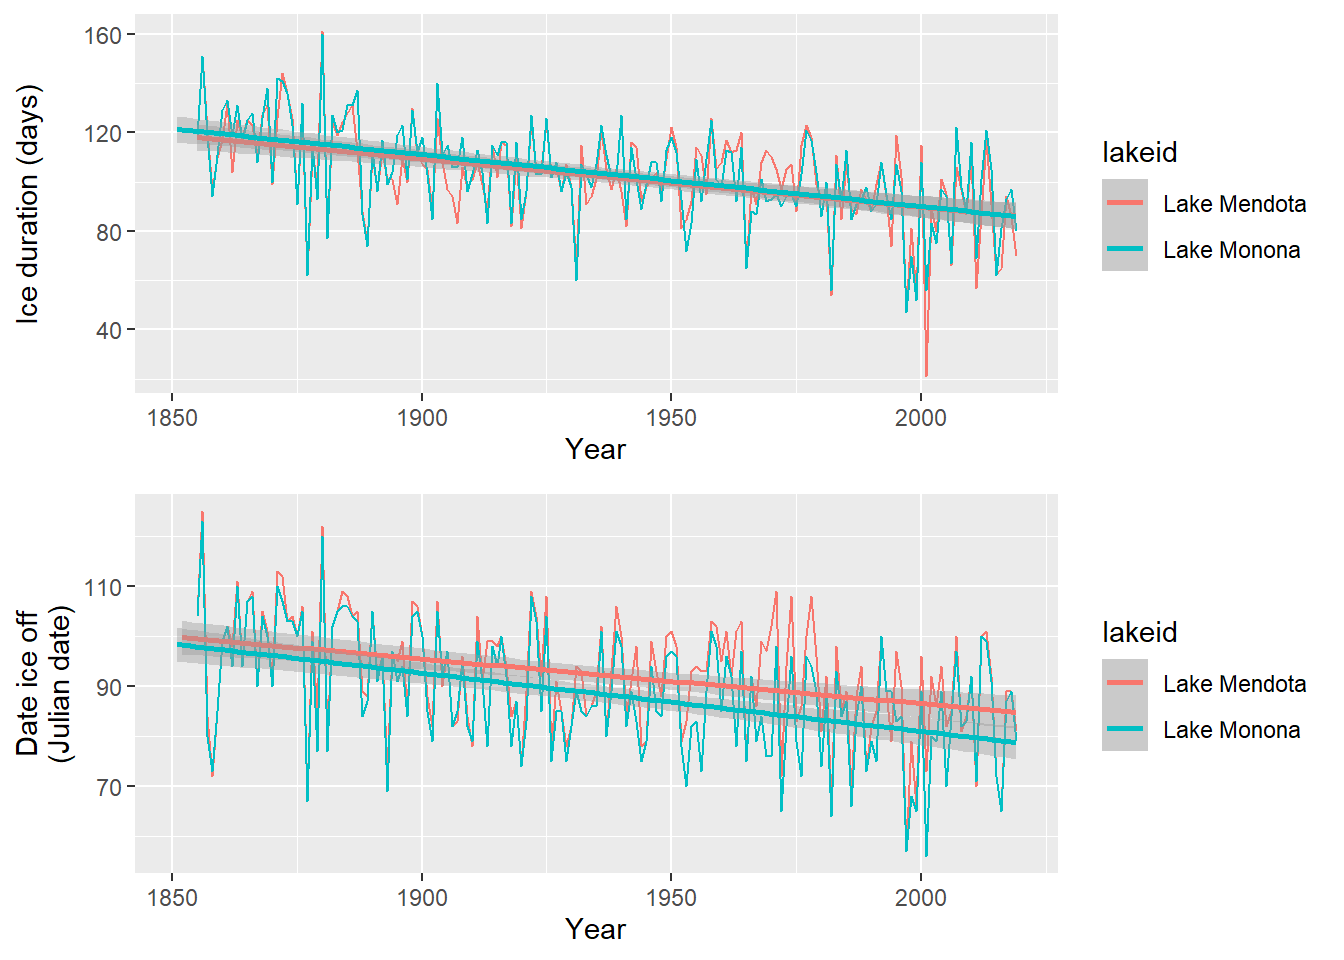 Ice duration (days)
160
120
80
40
1850
1900
1950
2000
Year
lakeid
Lake Mendota
Lake Monona
Date ice off
(Julian date)
110
90
70
1850
1900
1950
2000
Year
lakeid
Lake Mendota
Lake Monona